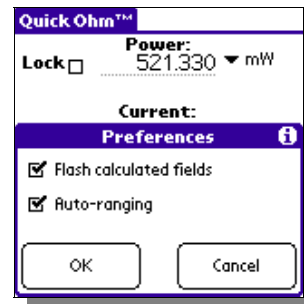 Quick Ohm™
Power:
Lock 521.330 mW
Current:
Preferences i
Flash calculated fields
Auto-ranging
OK Cancel